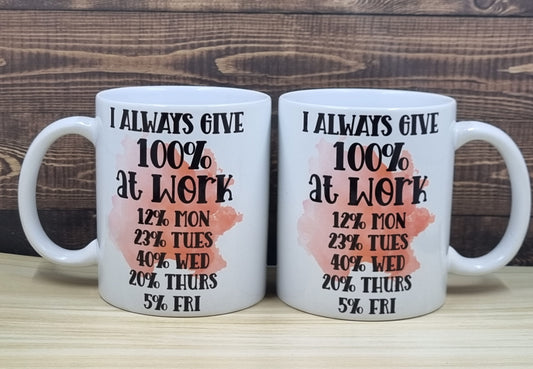 I ALWAYS GIVE
100%
at WORK
12% MON
23% TUES
40% WED
20% THURS
5% FRI
I ALWAYS GIVE
100%
at WORK
12% MON
23% TUES
40% WED
20% THURS
5% FRI